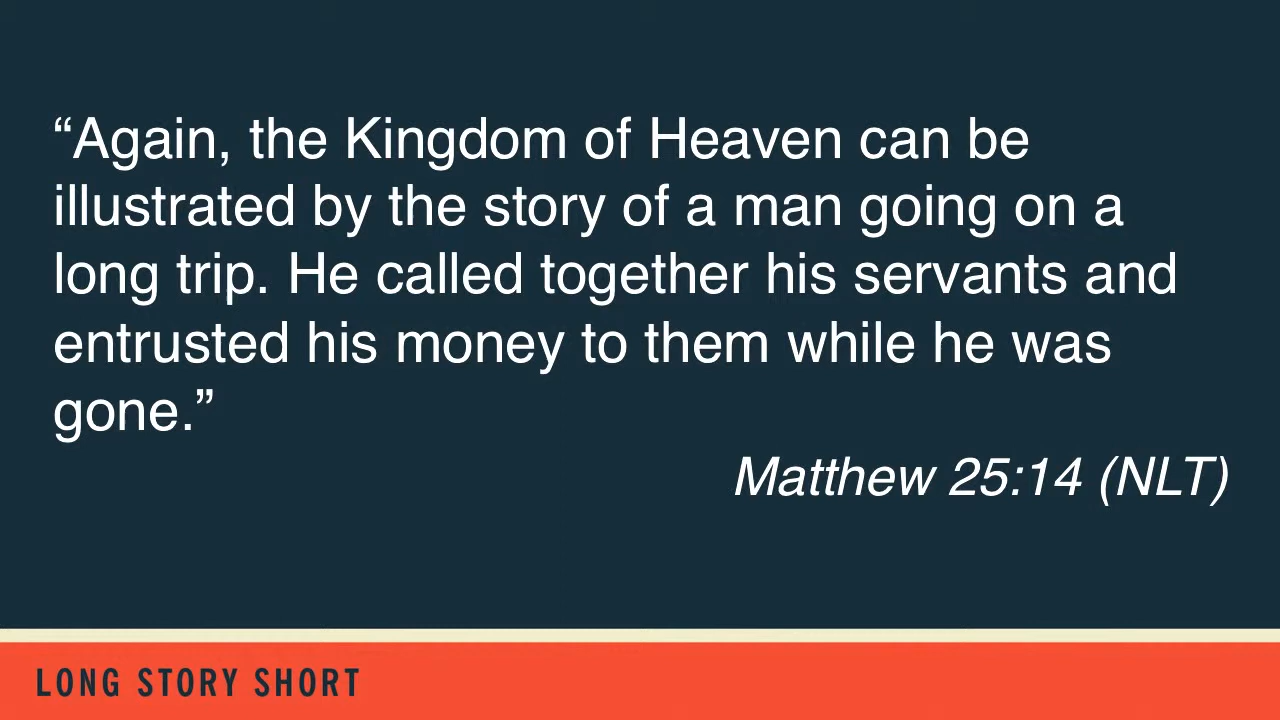 “Again, the Kingdom of Heaven can be
illustrated by the story of a man going on a
long trip. He called together his servants and
entrusted his money to them while he was
gone.”
Matthew 25:14 (NLT)
LONG STORY SHORT